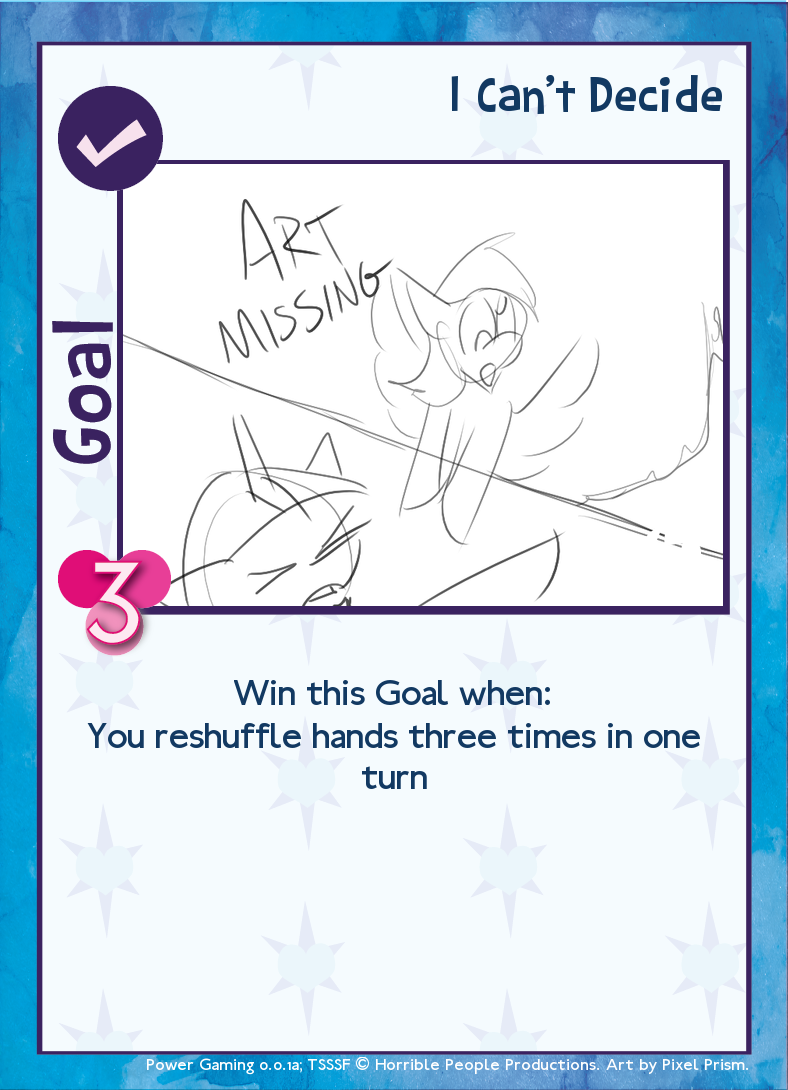 I Can't Decide
ART
MISSING
Goal
3
Win this Goal when:
You reshuffle hands three times in one
turn
Power Gaming 0.0.1a; TSSSF © Horrible People Productions. Art by Pixel Prism.